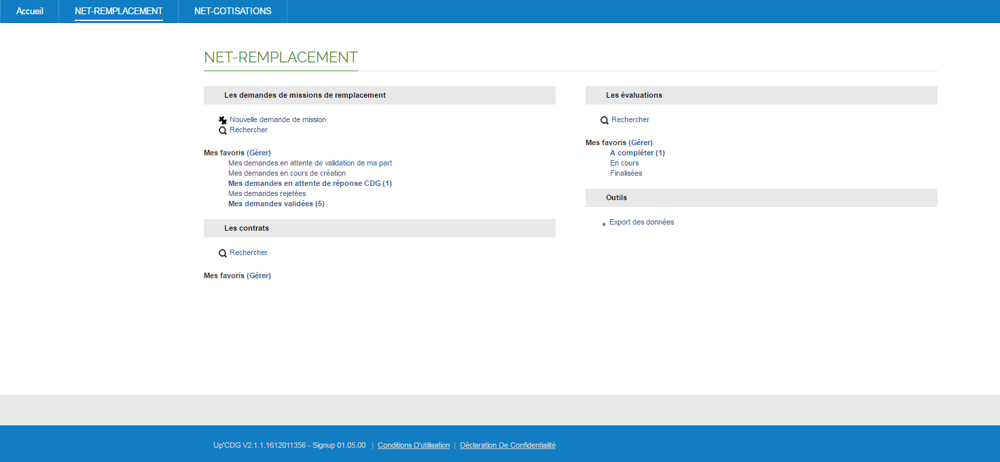 Accueil NET-REMPLACEMENT NET-COTISATIONS
NET-REMPLACEMENT
Les demandes de missions de remplacement
Nouvelle demande de mission
Rechercher
Mes favoris (Gérer)
Mes demandes en attente de validation de ma part
Mes demandes en cours de création
Mes demandes en attente de réponse CDG (1)
Mes demandes rejetées
Mes demandes validées (5)
Les contrats
Rechercher
Mes favoris (Gérer)
Les évaluations
Rechercher
Mes favoris (Gérer)
A compléter (1)
En cours
Finalisées
Outils
Export des données
Up'CDG V2.1.1.1612011356 - Signup 01.05.00 | Conditions D'utilisation | Déclaration De Confidentialité